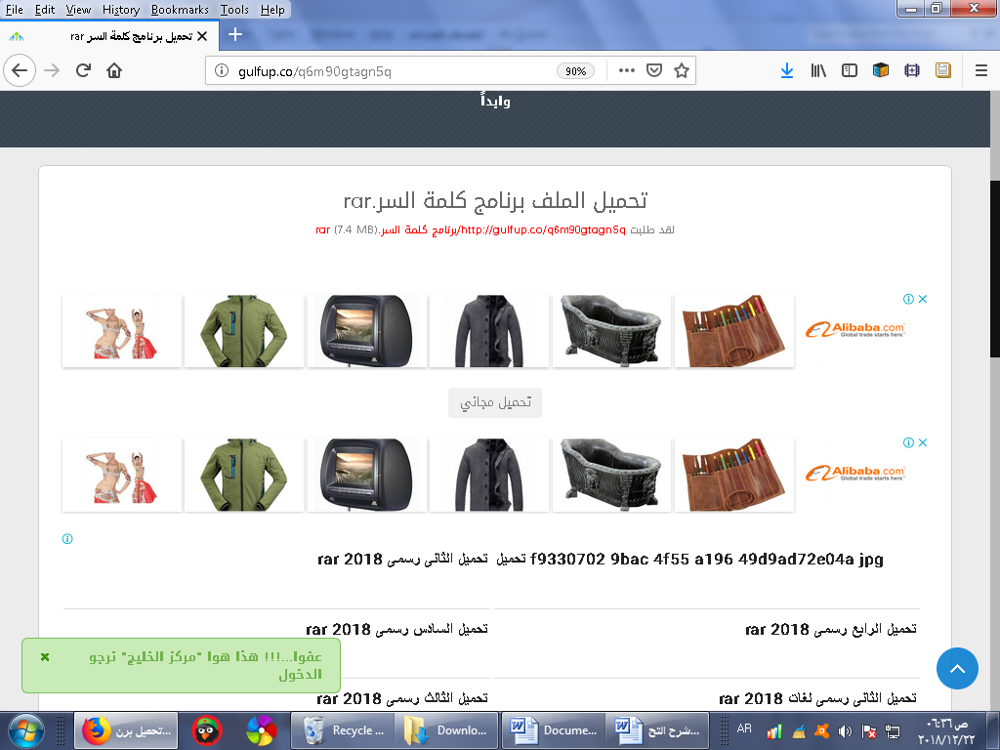 File Edit View History Bookmarks Tools Help
تحميل برنامج كلمة السر rar
gulfup.co/q6m90gtagn5q
90%
وابداً
تحميل الملف برنامج كلمة السر.rar
لقد طلبت http://gulfup.co/q6m90gtagn5q/برنامج كلمة السر.rar (7.4 MB)
Alibaba.com
Global trade starts here
تحميل مجاني
Alibaba.com
Global trade starts here
تحميل f9330702 9bac 4f55 a196 49d9ad72e04a jpg
تحميل الثانى رسمى 2018 rar
تحميل الرابع رسمى 2018 rar
تحميل السادس رسمى 2018 rar
عفوا...!!! هذا هوا "مركز الخليج" نرجو
الدخول
تحميل الثانى رسمى لغات 2018 rar
تحميل الثالث رسمى 2018 rar
تحميل برن...
Recycle ...
Downlo...
Docume...
شرح التح...
AR
٠٦:٣٦ ص
٢٠١٨/١٢/٢٢